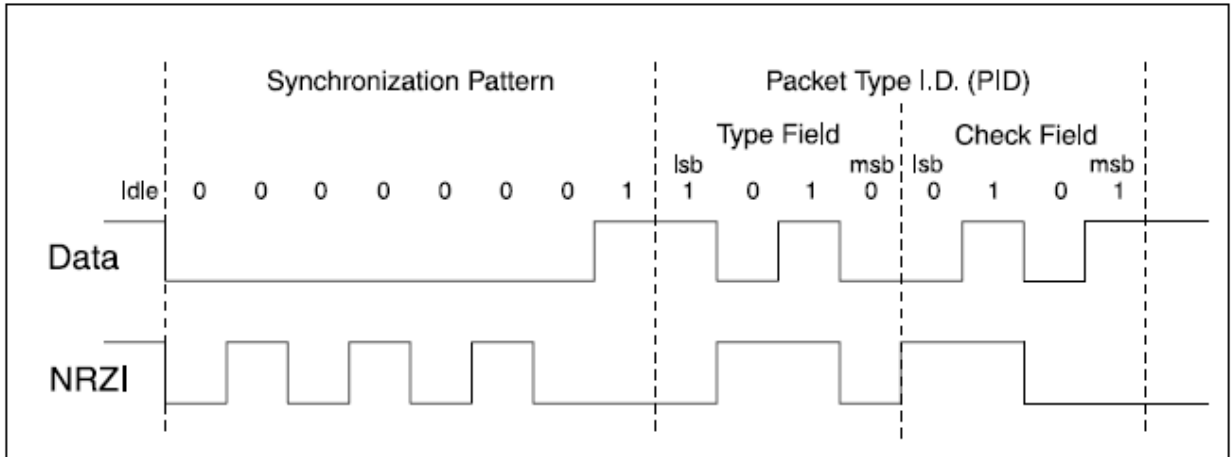 Synchronization Pattern Packet Type I.D. (PID)
Type Field Check Field
lsb msb lsb msb
Idle 0 0 0 0 0 0 0 1 1 0 1 0 0 1 0 1
Data
NRZI